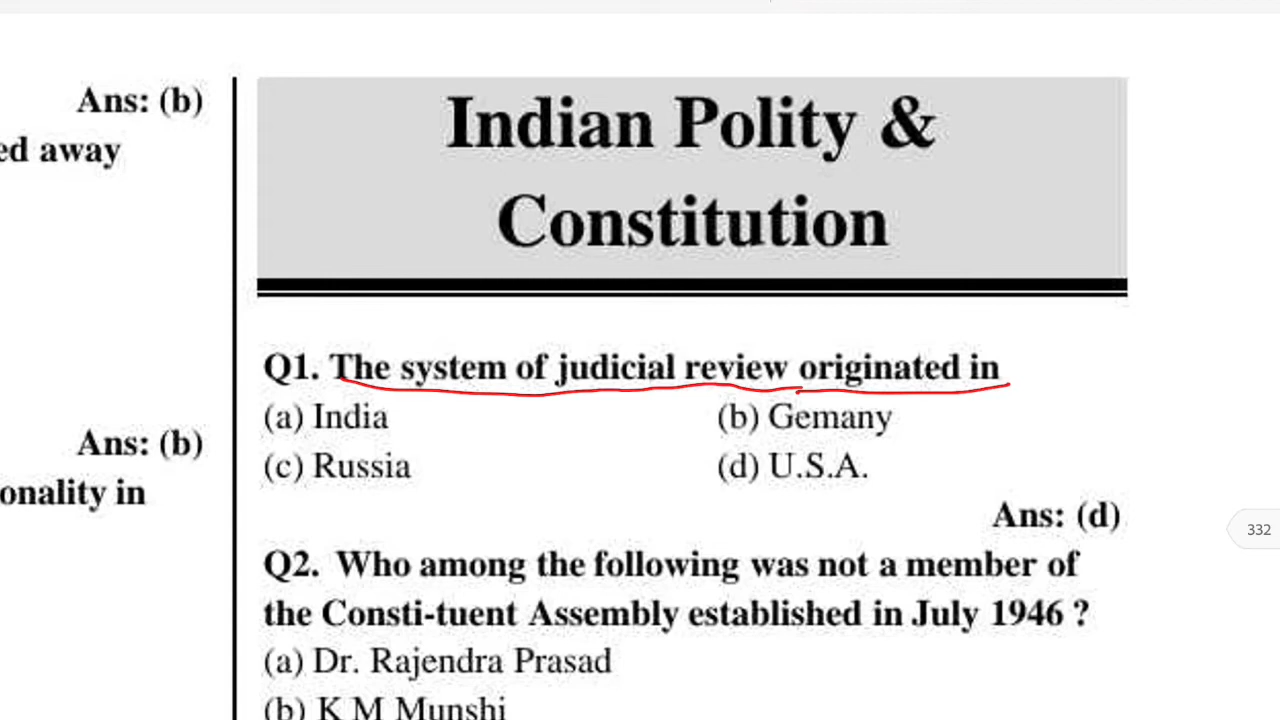 Ans: (b)
ed away
Ans: (b)
onality in
Indian Polity &
Constitution
Q1. The system of judicial review originated in
(a) India (b) Gemany
(c) Russia (d) U.S.A.
Ans: (d)
Q2. Who among the following was not a member of
the Consti-tuent Assembly established in July 1946 ?
(a) Dr. Rajendra Prasad
(b) K M Munshi
332